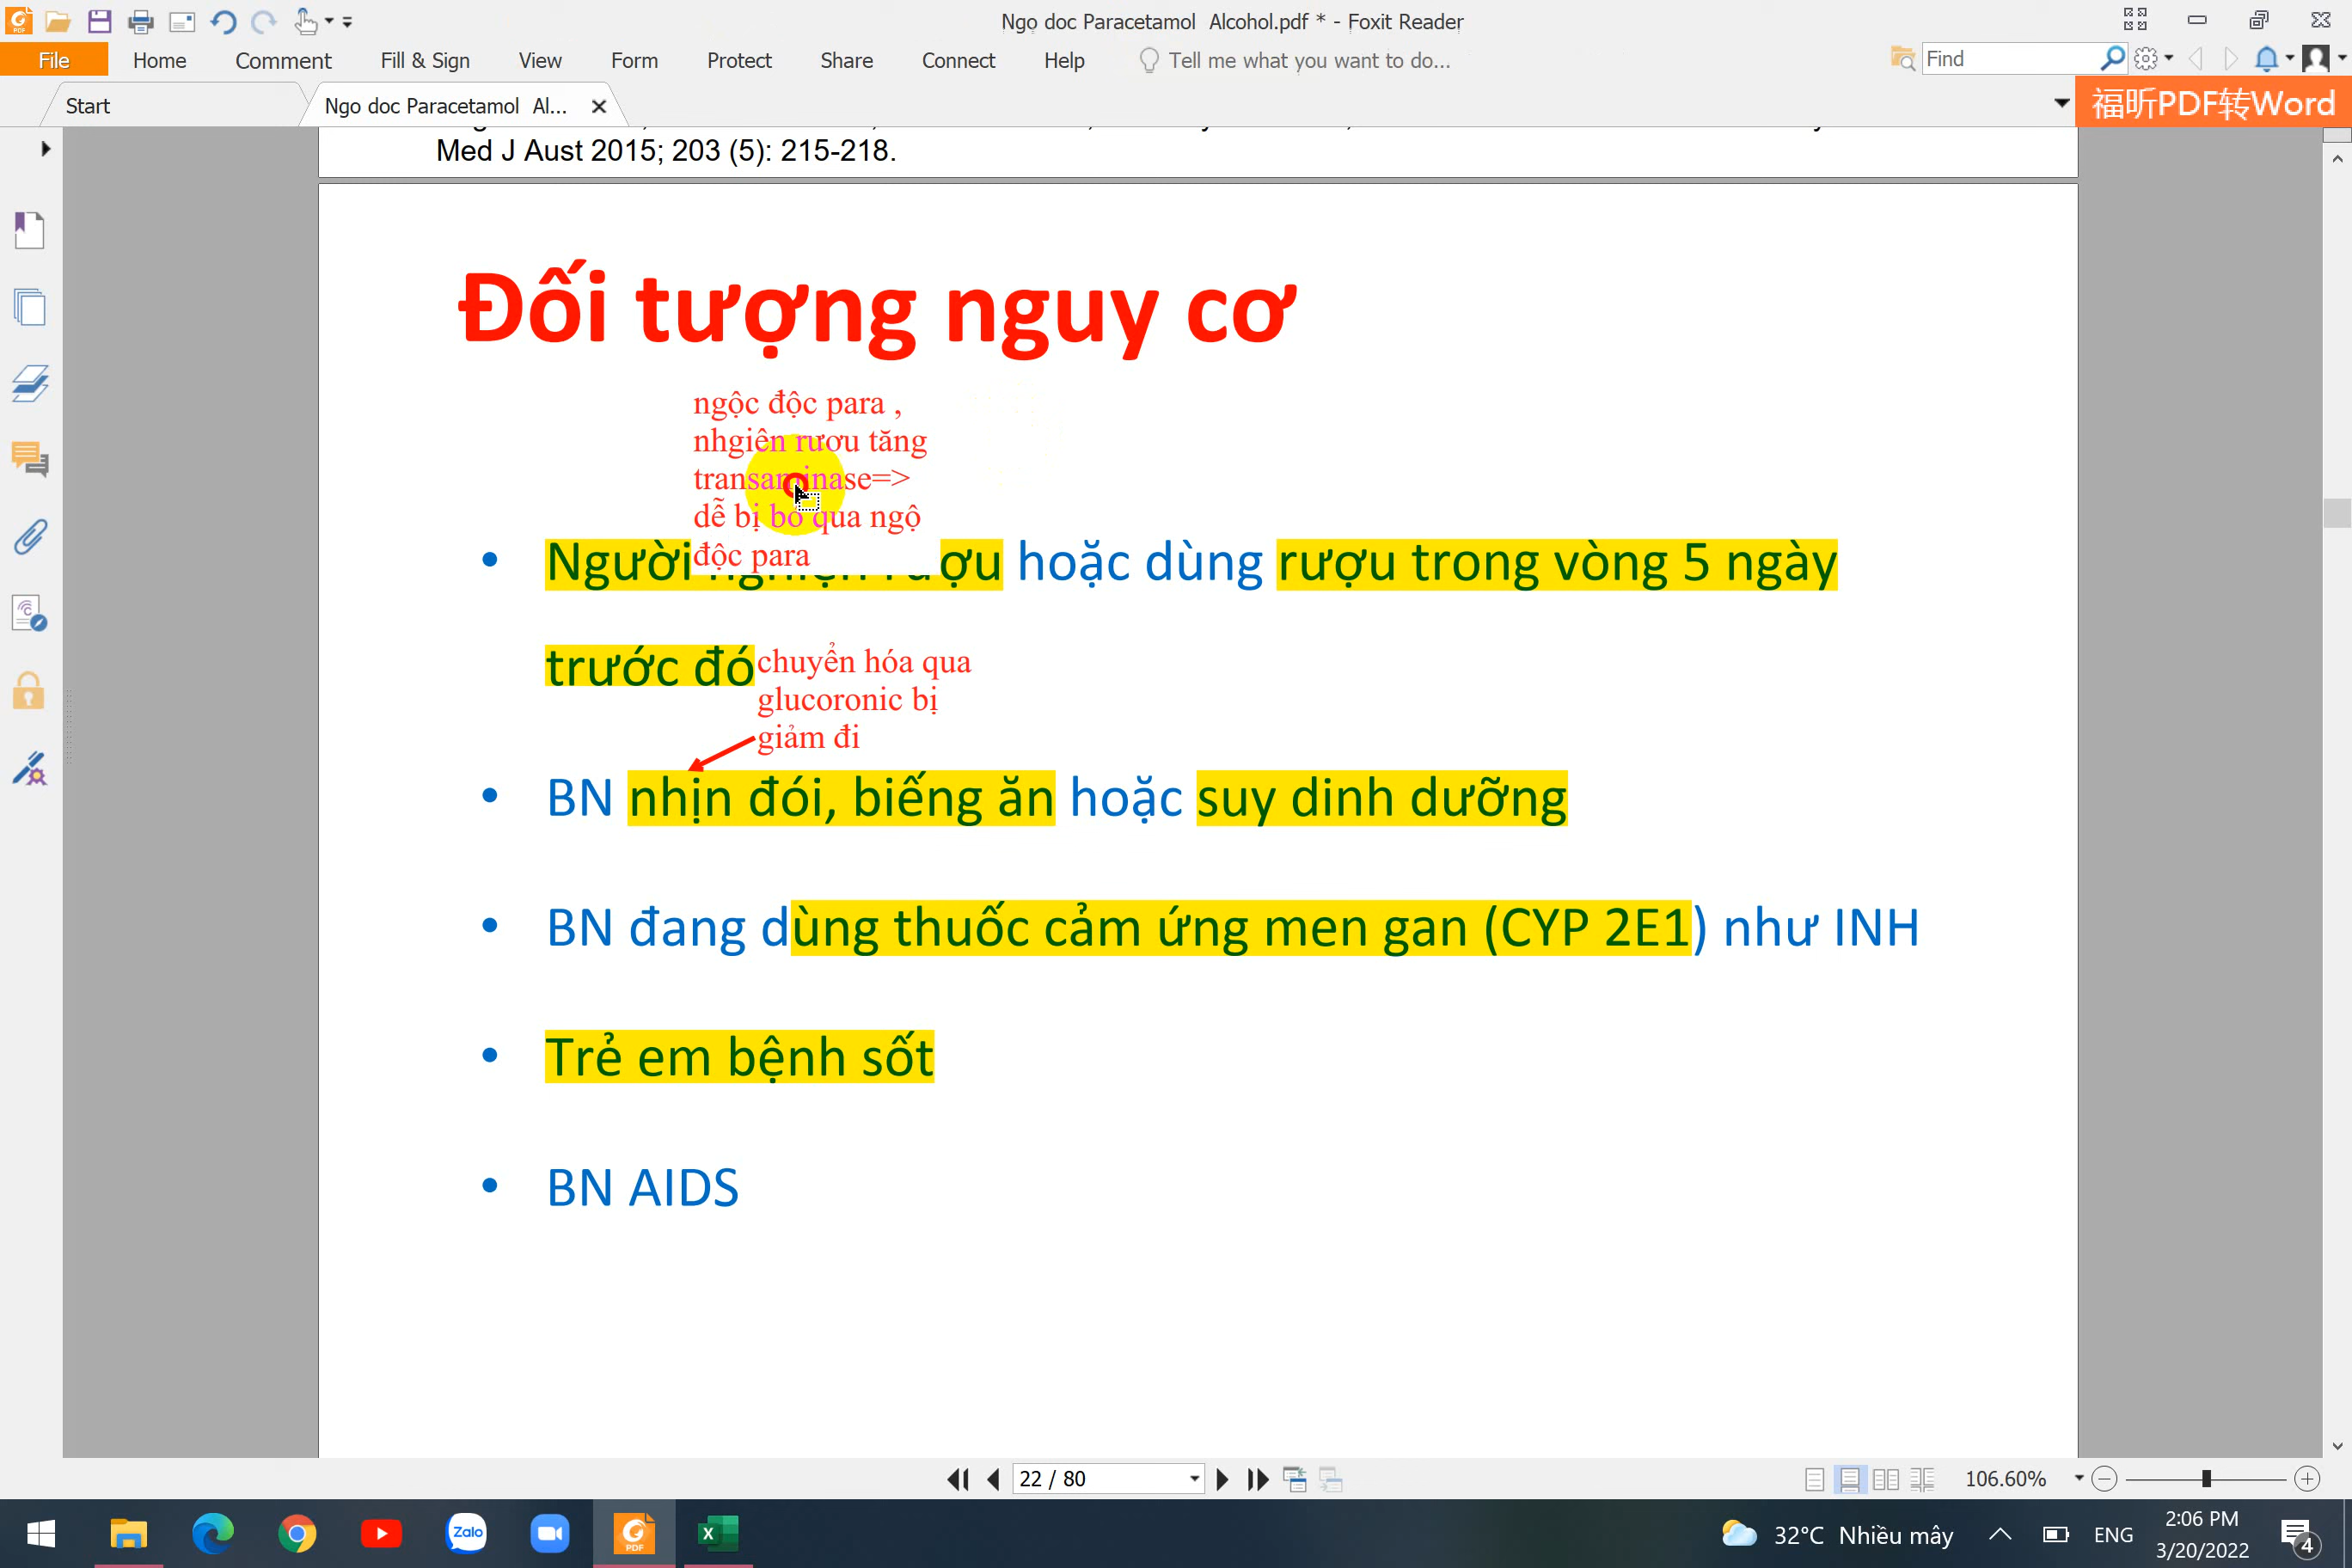 Ngo doc Paracetamol Alcohol.pdf * - Foxit Reader
File Home Comment Fill & Sign View Form Protect Share Connect Help Tell me what you want to do... Find
Start Ngo doc Paracetamol Al... 福昕PDF转Word
Med J Aust 2015; 203 (5): 215-218.
Đối tượng nguy cơ
ngộc độc para ,
nhgiên rươu tăng
transaminase=>
dễ bị bỏ qua ngộ
độc para
• Người nghiện rượu hoặc dùng rượu trong vòng 5 ngày
trước đó
chuyển hóa qua
glucoronic bị
giảm đi
• BN nhịn đói, biếng ăn hoặc suy dinh dưỡng
• BN đang dùng thuốc cảm ứng men gan (CYP 2E1) như INH
• Trẻ em bệnh sốt
• BN AIDS
22 / 80 106.60%
Zalo PDF 32°C Nhiều mây ENG 2:06 PM
3/20/2022 4